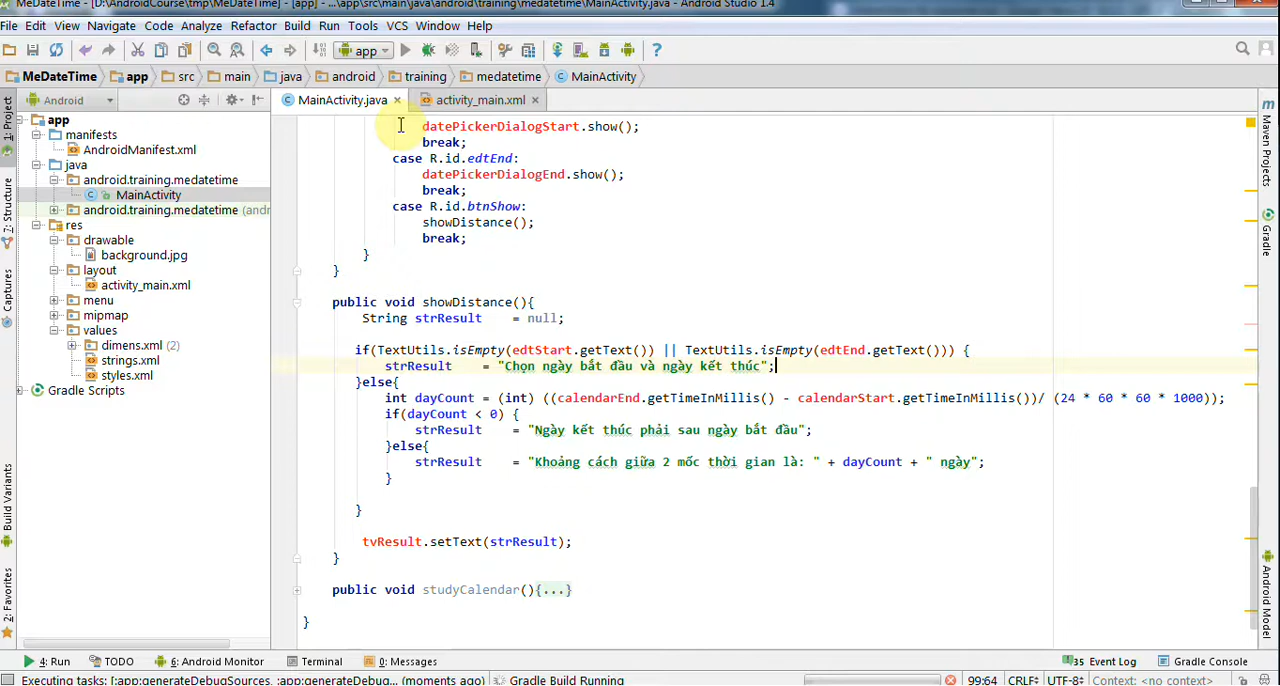 MeDateTime - [D:\AndroidCourse\tmp\MeDateTime] - [app] - ...\app\src\main\java\android\training\medatetime\MainActivity.java - Android Studio 1.4
File Edit View Navigate Code Analyze Refactor Build Run Tools VCS Window Help
app
MeDateTime app src main java android training medatetime MainActivity
Android
MainActivity.java activity_main.xml
1: Project
7: Structure
Captures
Build Variants
2: Favorites
app
manifests
AndroidManifest.xml
java
android.training.medatetime
MainActivity
android.training.medatetime (andr
res
drawable
background.jpg
layout
activity_main.xml
menu
mipmap
values
dimens.xml (2)
strings.xml
styles.xml
Gradle Scripts
datePickerDialogStart.show();
break;
case R.id.edtEnd:
datePickerDialogEnd.show();
break;
case R.id.btnShow:
showDistance();
break;
}
}
public void showDistance(){
String strResult = null;
if(TextUtils.isEmpty(edtStart.getText()) || TextUtils.isEmpty(edtEnd.getText())) {
strResult = "Chọn ngày bắt đầu và ngày kết thúc";
}else{
int dayCount = (int) ((calendarEnd.getTimeInMillis() - calendarStart.getTimeInMillis())/ (24 * 60 * 60 * 1000));
if(dayCount < 0) {
strResult = "Ngày kết thúc phải sau ngày bắt đầu";
}else{
strResult = "Khoảng cách giữa 2 mốc thời gian là: " + dayCount + " ngày";
}
}
tvResult.setText(strResult);
}
public void studyCalendar(){...}
}
Maven Projects
Gradle
Android Model
4: Run TODO 6: Android Monitor Terminal 0: Messages 35 Event Log Gradle Console
Executing tasks: [:app:generateDebugSources, :app:generateDebug... (moments ago) Gradle Build Running 99:64 CRLF UTF-8 Context: <no context>